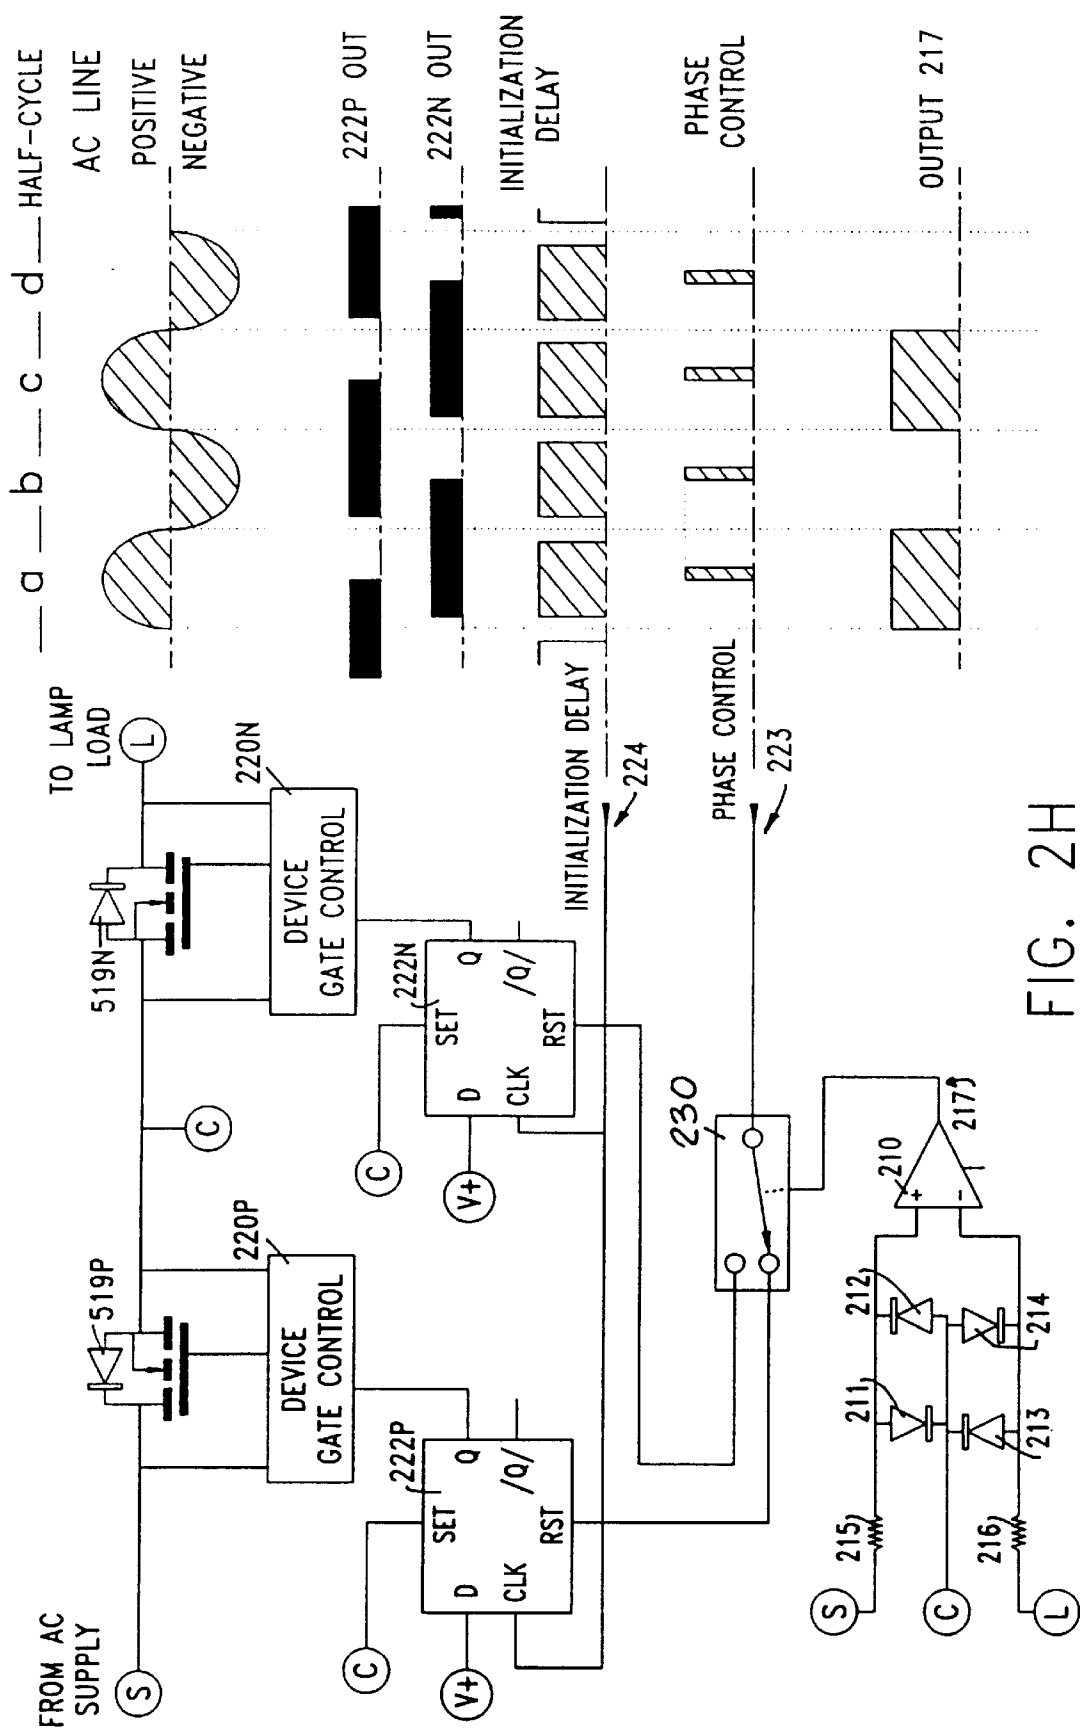 FROM AC
SUPPLY
S
519P
C
519N
TO LAMP
LOAD
L
220P
DEVICE
GATE CONTROL
220N
DEVICE
GATE CONTROL
C
222P
SET
D
Q
CLK
/Q/
RST
V+
C
222N
SET
D
Q
CLK
/Q/
RST
V+
INITIALIZATION DELAY
224
PHASE CONTROL
223
230
S
215
211
212
C
L
216
213
214
210
+
-
217
a
b
c
d
HALF-CYCLE
AC LINE
POSITIVE
NEGATIVE
222P OUT
222N OUT
INITIALIZATION
DELAY
PHASE
CONTROL
OUTPUT 217
FIG. 2H